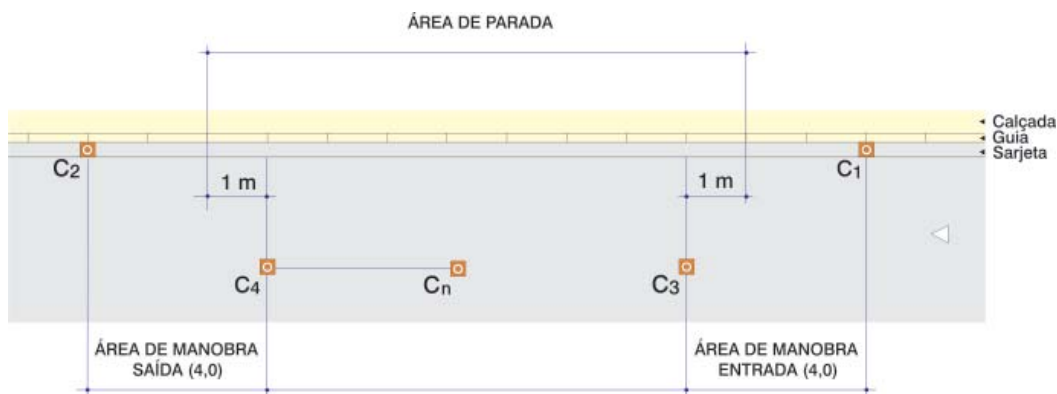 ÁREA DE PARADA
Calçada
Guia
Sarjeta
C2
C1
1 m
1 m
C4
Cn
C3
ÁREA DE MANOBRA
SAÍDA (4,0)
ÁREA DE MANOBRA
ENTRADA (4,0)